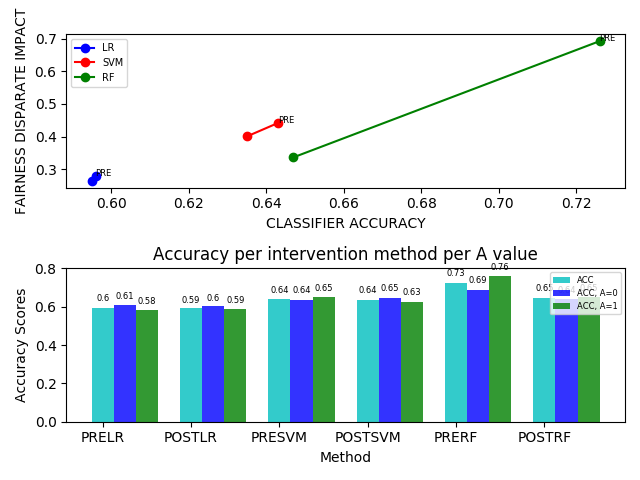 FAIRNESS DISPARATE IMPACT
0.7
0.6
0.5
0.4
0.3
LR
SVM
RF
PRE
PRE
PRE
0.60 0.62 0.64 0.66 0.68 0.70 0.72
CLASSIFIER ACCURACY
Accuracy per intervention method per A value
Accuracy Scores
0.8
0.6
0.4
0.2
0.0
ACC
ACC, A=0
ACC, A=1
0.6 0.61 0.58 0.59 0.6 0.59 0.64 0.64 0.65 0.64 0.65 0.63 0.73 0.69 0.76 0.65
PRELR POSTLR PRESVM POSTSVM PRERF POSTRF
Method